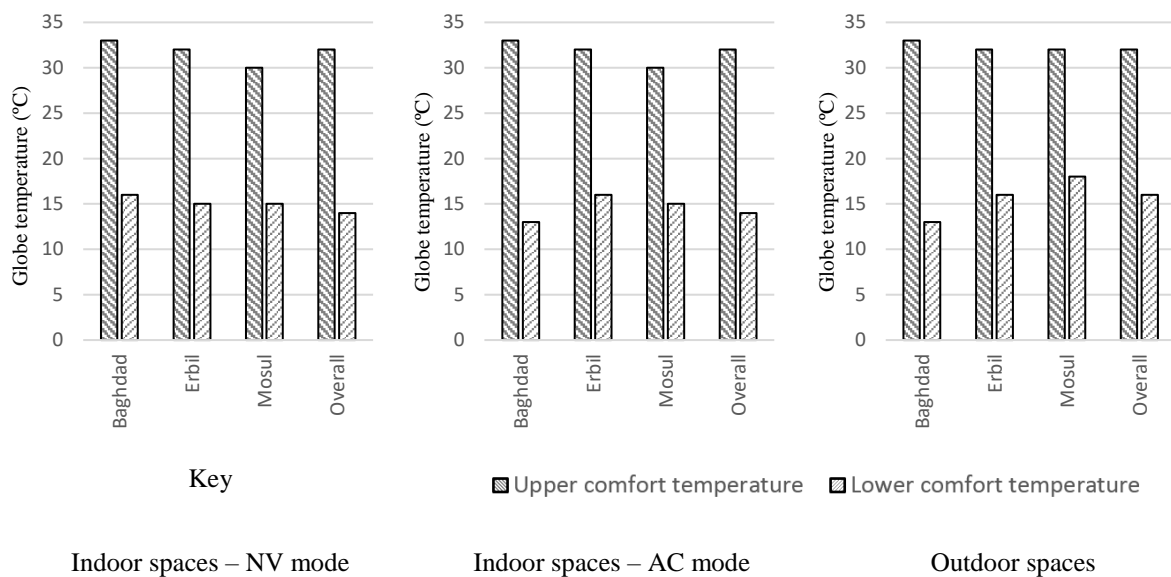 35
30
25
20
15
10
5
0
Globe temperature (ºC)
Baghdad
Erbil
Mosul
Overall
35
30
25
20
15
10
5
0
Globe temperature (ºC)
Baghdad
Erbil
Mosul
Overall
35
30
25
20
15
10
5
0
Globe temperature (ºC)
Baghdad
Erbil
Mosul
Overall
Key
Upper comfort temperature
Lower comfort temperature
Indoor spaces – NV mode
Indoor spaces – AC mode
Outdoor spaces